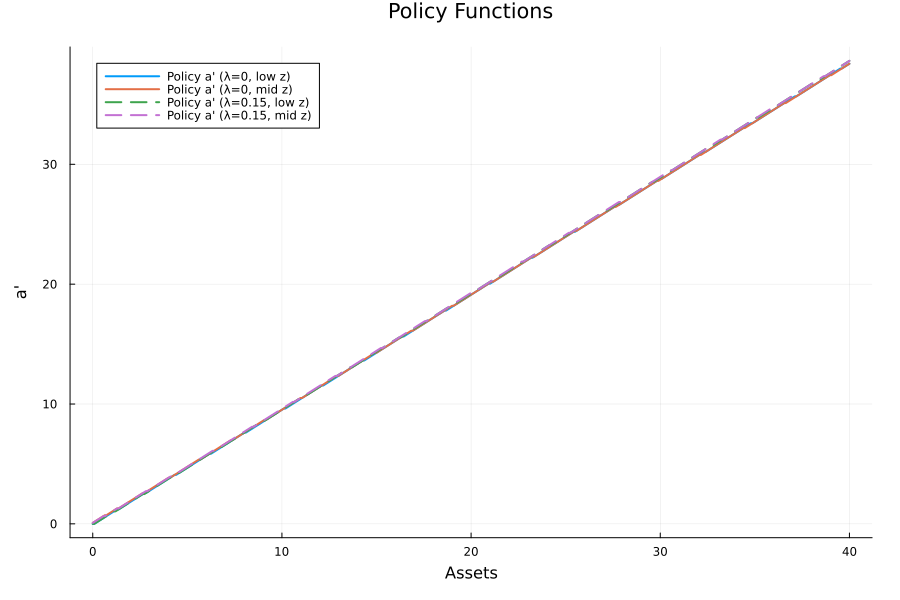 Policy Functions
Policy a' (λ=0, low z)
Policy a' (λ=0, mid z)
Policy a' (λ=0.15, low z)
Policy a' (λ=0.15, mid z)
30
20
10
0
a'
0 10 20 30 40
Assets